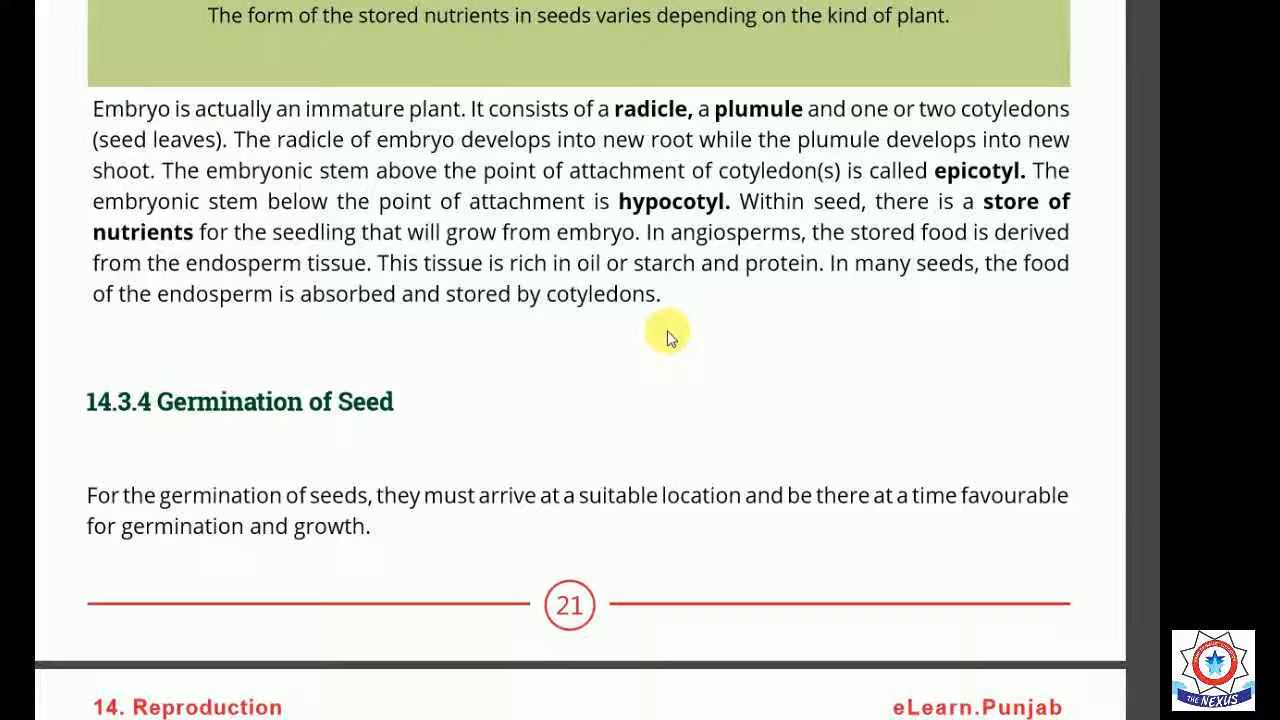 The form of the stored nutrients in seeds varies depending on the kind of plant.
Embryo is actually an immature plant. It consists of a radicle, a plumule and one or two cotyledons
(seed leaves). The radicle of embryo develops into new root while the plumule develops into new
shoot. The embryonic stem above the point of attachment of cotyledon(s) is called epicotyl. The
embryonic stem below the point of attachment is hypocotyl. Within seed, there is a store of
nutrients for the seedling that will grow from embryo. In angiosperms, the stored food is derived
from the endosperm tissue. This tissue is rich in oil or starch and protein. In many seeds, the food
of the endosperm is absorbed and stored by cotyledons.
14.3.4 Germination of Seed
For the germination of seeds, they must arrive at a suitable location and be there at a time favourable
for germination and growth.
21
14. Reproduction
eLearn.Punjab
THE NEXUS